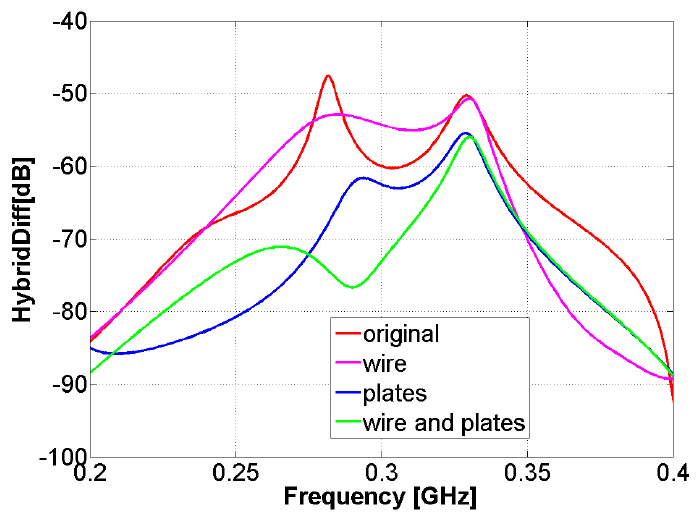 -40
-50
-60
-70
-80
-90
-100
HybridDiff[dB]
original
wire
plates
wire and plates
0.2
0.25
0.3
0.35
0.4
Frequency [GHz]